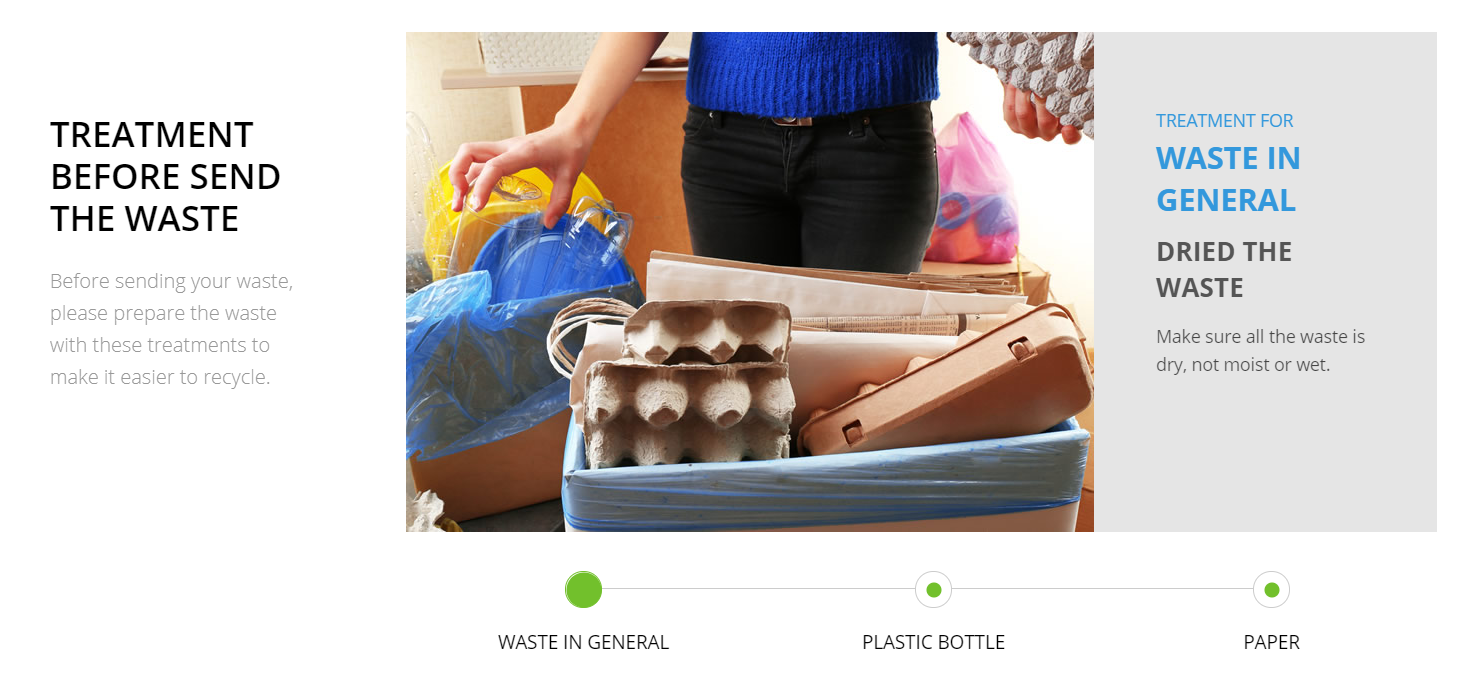 TREATMENT
BEFORE SEND
THE WASTE
Before sending your waste,
please prepare the waste
with these treatments to
make it easier to recycle.
TREATMENT FOR
WASTE IN
GENERAL
DRIED THE
WASTE
Make sure all the waste is
dry, not moist or wet.
WASTE IN GENERAL
PLASTIC BOTTLE
PAPER